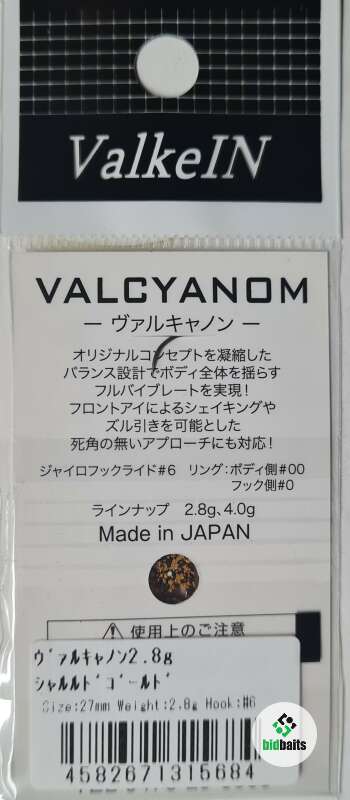 ValkeIN
VALCYANOM
― ヴァルキャノン ―
オリジナルコンセプトを凝縮した
バランス設計でボディ全体を揺らす
フルバイブレートを実現！
フロントアイによるシェイキングや
ズル引きを可能とした
死角の無いアプローチにも対応！
ジャイロフックライド#6　リング：ボディ側#00
フック側#0
ラインナップ　2.8g、4.0g
Made in JAPAN
使用上のご注意
ｳﾞｧﾙｷｬﾉﾝ2.8g
ｼｬﾙﾙﾄﾞｺﾞｰﾙﾄﾞ
Size:27mm Weight:2.8g Hook:#6
4582671315684
bidbaits